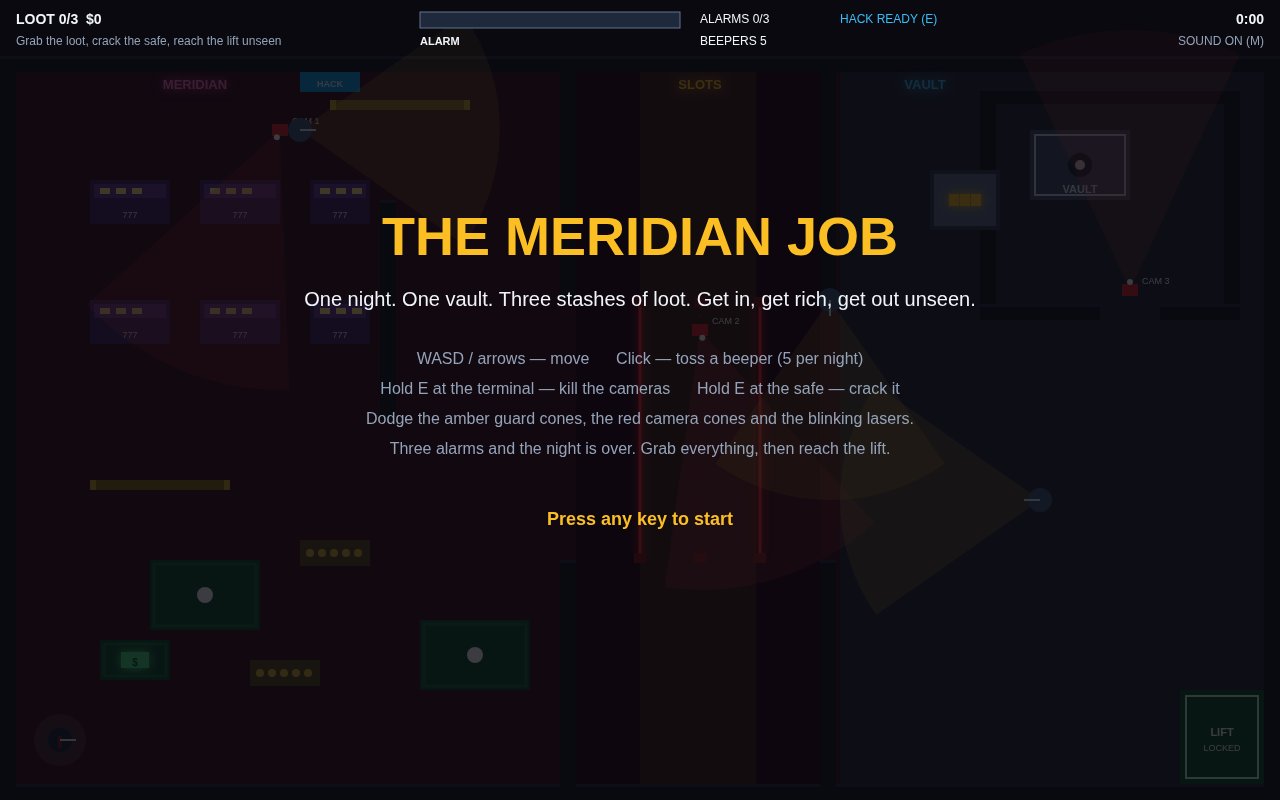 LOOT 0/3 $0
ALARMS 0/3
HACK READY (E)
0:00
Grab the loot, crack the safe, reach the lift unseen
ALARM
BEEPERS 5
SOUND ON (M)
MERIDIAN
HACK
SLOTS
VAULT
CAM 1
777
777
777
VAULT
THE MERIDIAN JOB
CAM 3
One night. One vault. Three stashes of loot. Get in, get rich, get out unseen.
CAM 2
777
777
777
WASD / arrows — move Click — toss a beeper (5 per night)
Hold E at the terminal — kill the cameras Hold E at the safe — crack it
Dodge the amber guard cones, the red camera cones and the blinking lasers.
Three alarms and the night is over. Grab everything, then reach the lift.
Press any key to start
$
LIFT
LOCKED